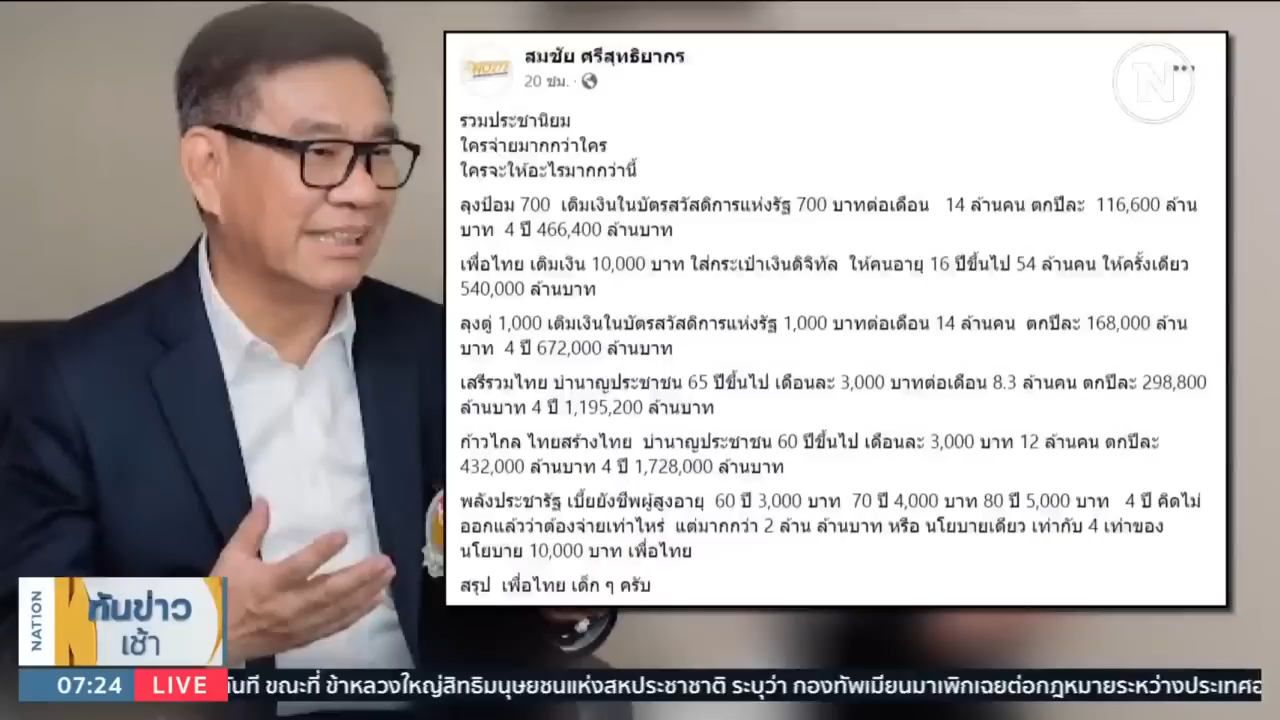 สมชัย ศรีสุทธิยากร
20 ชม.
N
รวมประชานิยม
ใครจ่ายมากกว่าใคร
ใครจะให้อะไรมากกว่านี้
ลุงป้อม 700 เติมเงินในบัตรสวัสดิการแห่งรัฐ 700 บาทต่อเดือน 14 ล้านคน ตกปีละ 116,600 ล้าน
บาท 4 ปี 466,400 ล้านบาท
เพื่อไทย เติมเงิน 10,000 บาท ใส่กระเป๋าเงินดิจิทัล ให้คนอายุ 16 ปีขึ้นไป 54 ล้านคน ให้ครั้งเดียว
540,000 ล้านบาท
ลุงตู่ 1,000 เติมเงินในบัตรสวัสดิการแห่งรัฐ 1,000 บาทต่อเดือน 14 ล้านคน ตกปีละ 168,000 ล้าน
บาท 4 ปี 672,000 ล้านบาท
เสรีรวมไทย บำนาญประชาชน 65 ปีขึ้นไป เดือนละ 3,000 บาทต่อเดือน 8.3 ล้านคน ตกปีละ 298,800
ล้านบาท 4 ปี 1,195,200 ล้านบาท
ก้าวไกล ไทยสร้างไทย บำนาญประชาชน 60 ปีขึ้นไป เดือนละ 3,000 บาท 12 ล้านคน ตกปีละ
432,000 ล้านบาท 4 ปี 1,728,000 ล้านบาท
พลังประชารัฐ เบี้ยยังชีพผู้สูงอายุ 60 ปี 3,000 บาท 70 ปี 4,000 บาท 80 ปี 5,000 บาท 4 ปี คิดไม่
ออกแล้วว่าต้องจ่ายเท่าไหร่ แต่มากกว่า 2 ล้าน ล้านบาท หรือ นโยบายเดียว เท่ากับ 4 เท่าของ
นโยบาย 10,000 บาท เพื่อไทย
สรุป เพื่อไทย เด็ก ๆ ครับ
NATION
ทันข่าว
เช้า
07:24 LIVE
ขณะที่ ข้าหลวงใหญ่สิทธิมนุษยชนแห่งสหประชาชาติ ระบุว่า กองทัพเมียนมาเพิกเฉยต่อกฎหมายระหว่างประเทศ